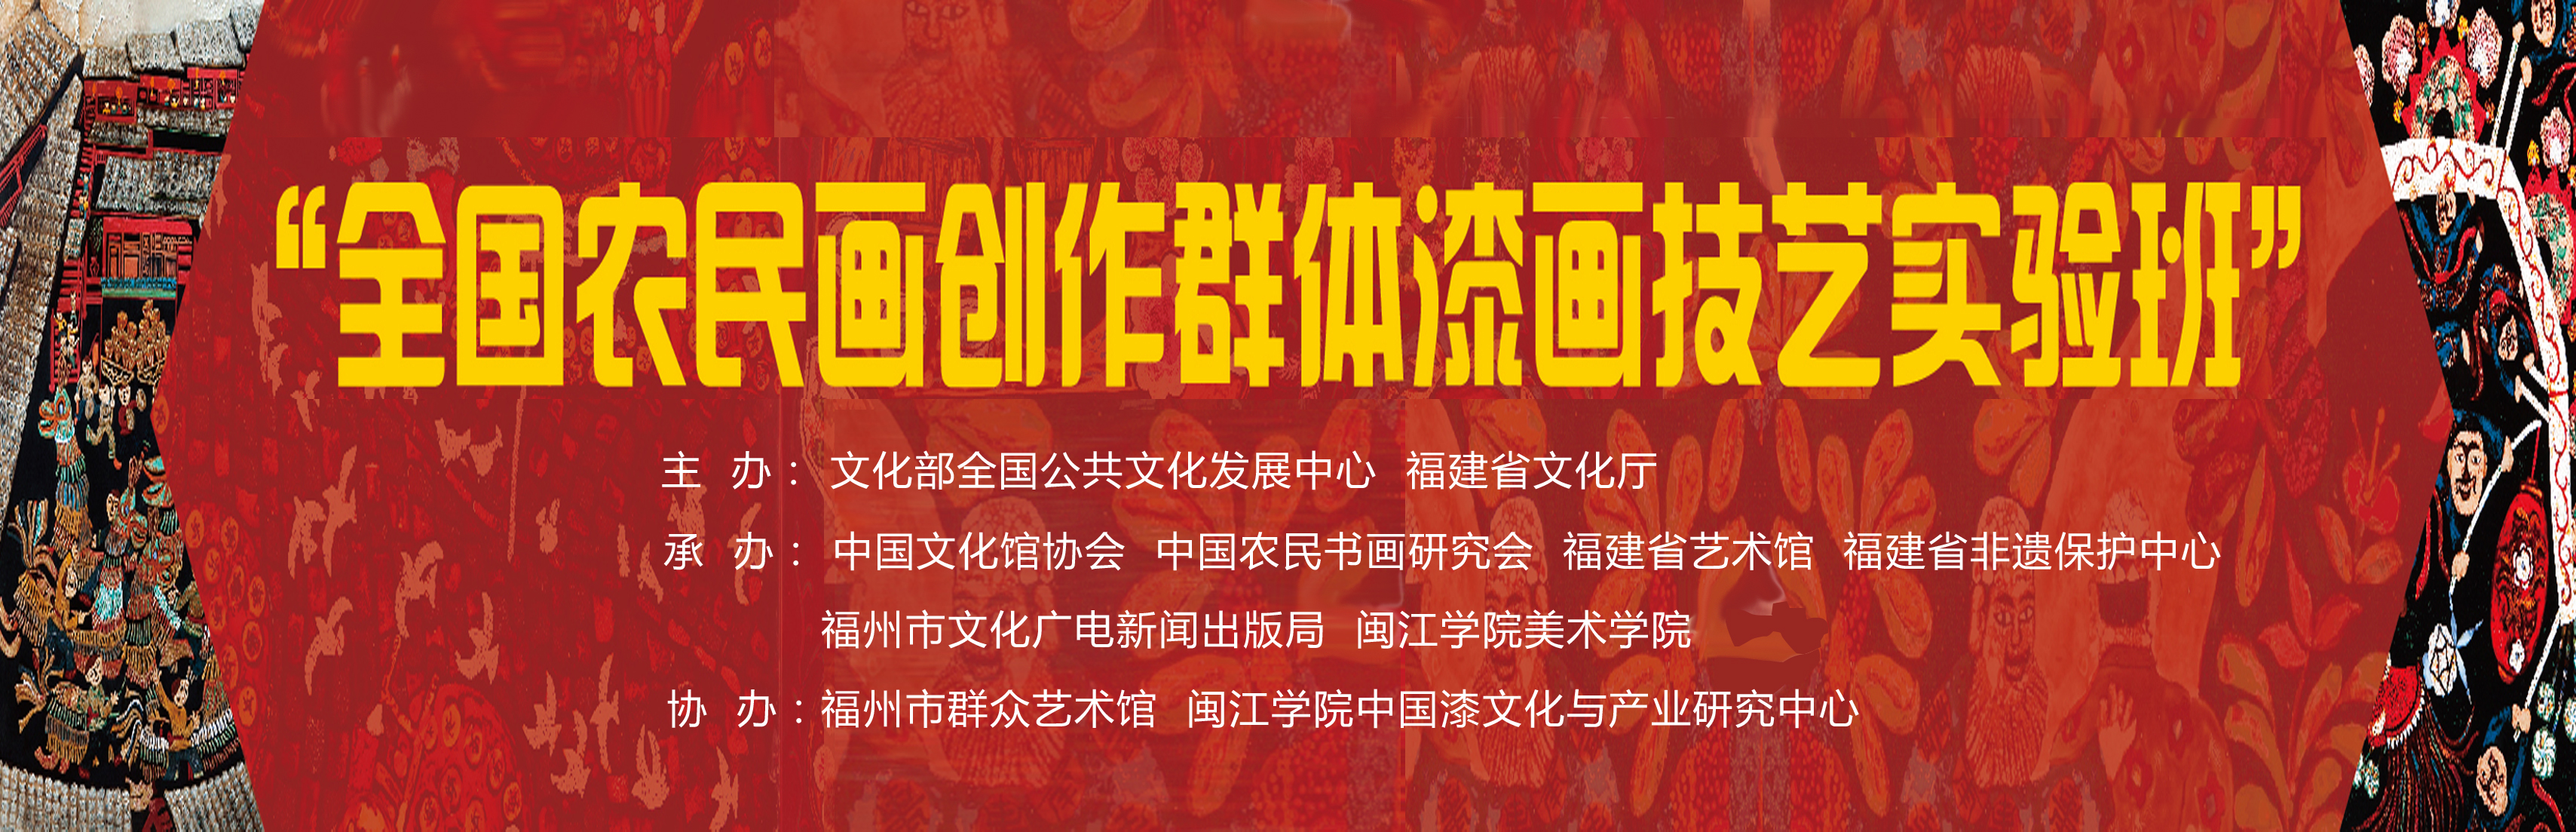 “全国农民画创作群体漆画技艺实验班”
主 办：文化部全国公共文化发展中心 福建省文化厅
承 办：中国文化馆协会 中国农民书画研究会 福建省艺术馆 福建省非遗保护中心
福州市文化广电新闻出版局 闽江学院美术学院
协 办：福州市群众艺术馆 闽江学院中国漆文化与产业研究中心